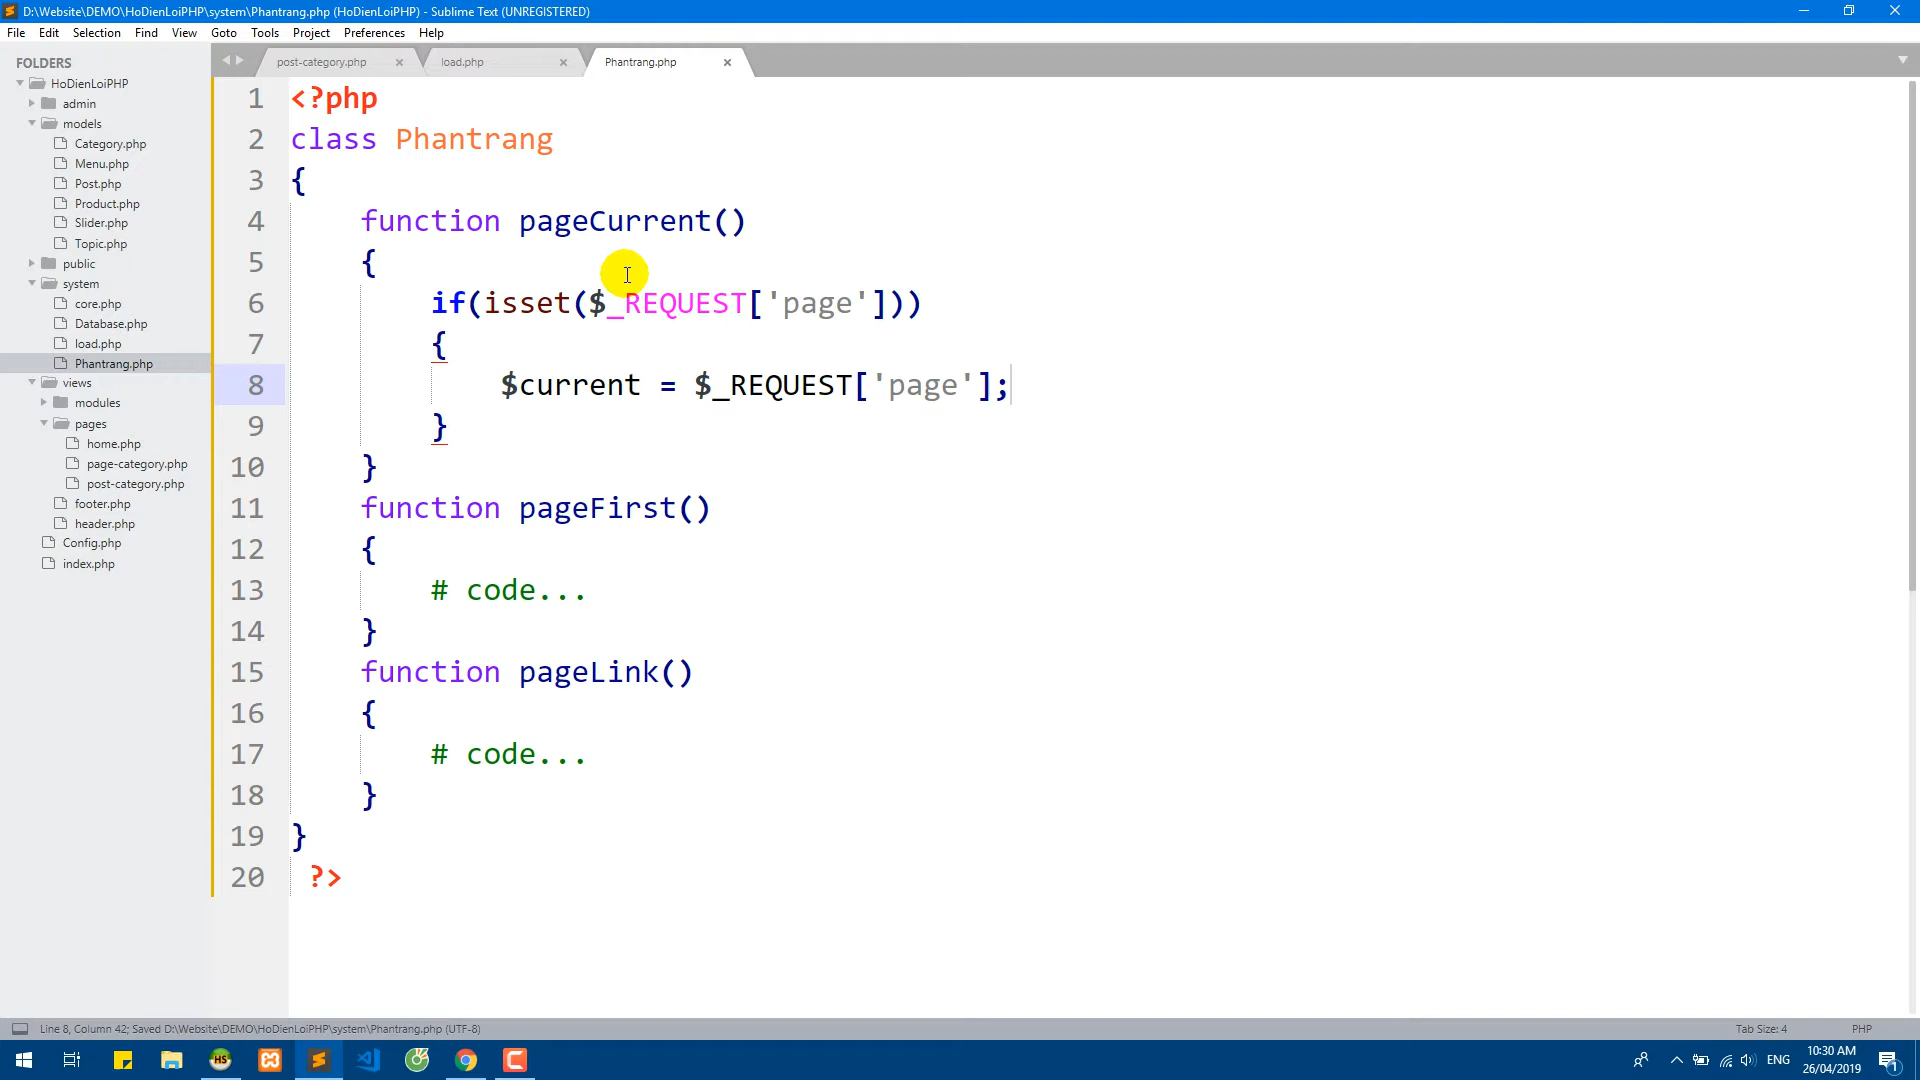 D:\Website\DEMO\HoDienLoiPHP\system\Phantrang.php (HoDienLoiPHP) - Sublime Text (UNREGISTERED)
File Edit Selection Find View Goto Tools Project Preferences Help
FOLDERS
HoDienLoiPHP
admin
models
Category.php
Menu.php
Post.php
Product.php
Slider.php
Topic.php
public
system
core.php
Database.php
load.php
Phantrang.php
views
modules
pages
home.php
page-category.php
post-category.php
footer.php
header.php
Config.php
index.php
post-category.php
load.php
Phantrang.php
1 <?php
2 class Phantrang
3 {
4 function pageCurrent()
5 {
6 if(isset($_REQUEST['page']))
7 {
8 $current = $_REQUEST['page'];
9 }
10 }
11 function pageFirst()
12 {
13 # code...
14 }
15 function pageLink()
16 {
17 # code...
18 }
19 }
20 ?>
Line 8, Column 42; Saved D:\Website\DEMO\HoDienLoiPHP\system\Phantrang.php (UTF-8)
Tab Size: 4
PHP
HS
ENG
10:30 AM
26/04/2019
1